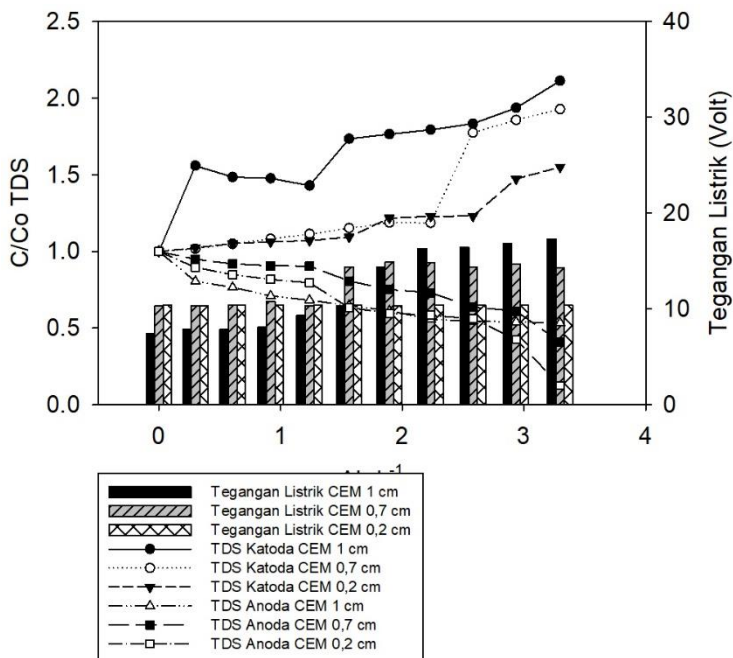 2.5
2.0
1.5
1.0
0.5
0.0
C/Co TDS
40
30
20
10
0
Tegangan Listrik (Volt)
0 1 2 3 4
-1
Tegangan Listrik CEM 1 cm
Tegangan Listrik CEM 0,7 cm
Tegangan Listrik CEM 0,2 cm
TDS Katoda CEM 1 cm
TDS Katoda CEM 0,7 cm
TDS Katoda CEM 0,2 cm
TDS Anoda CEM 1 cm
TDS Anoda CEM 0,7 cm
TDS Anoda CEM 0,2 cm